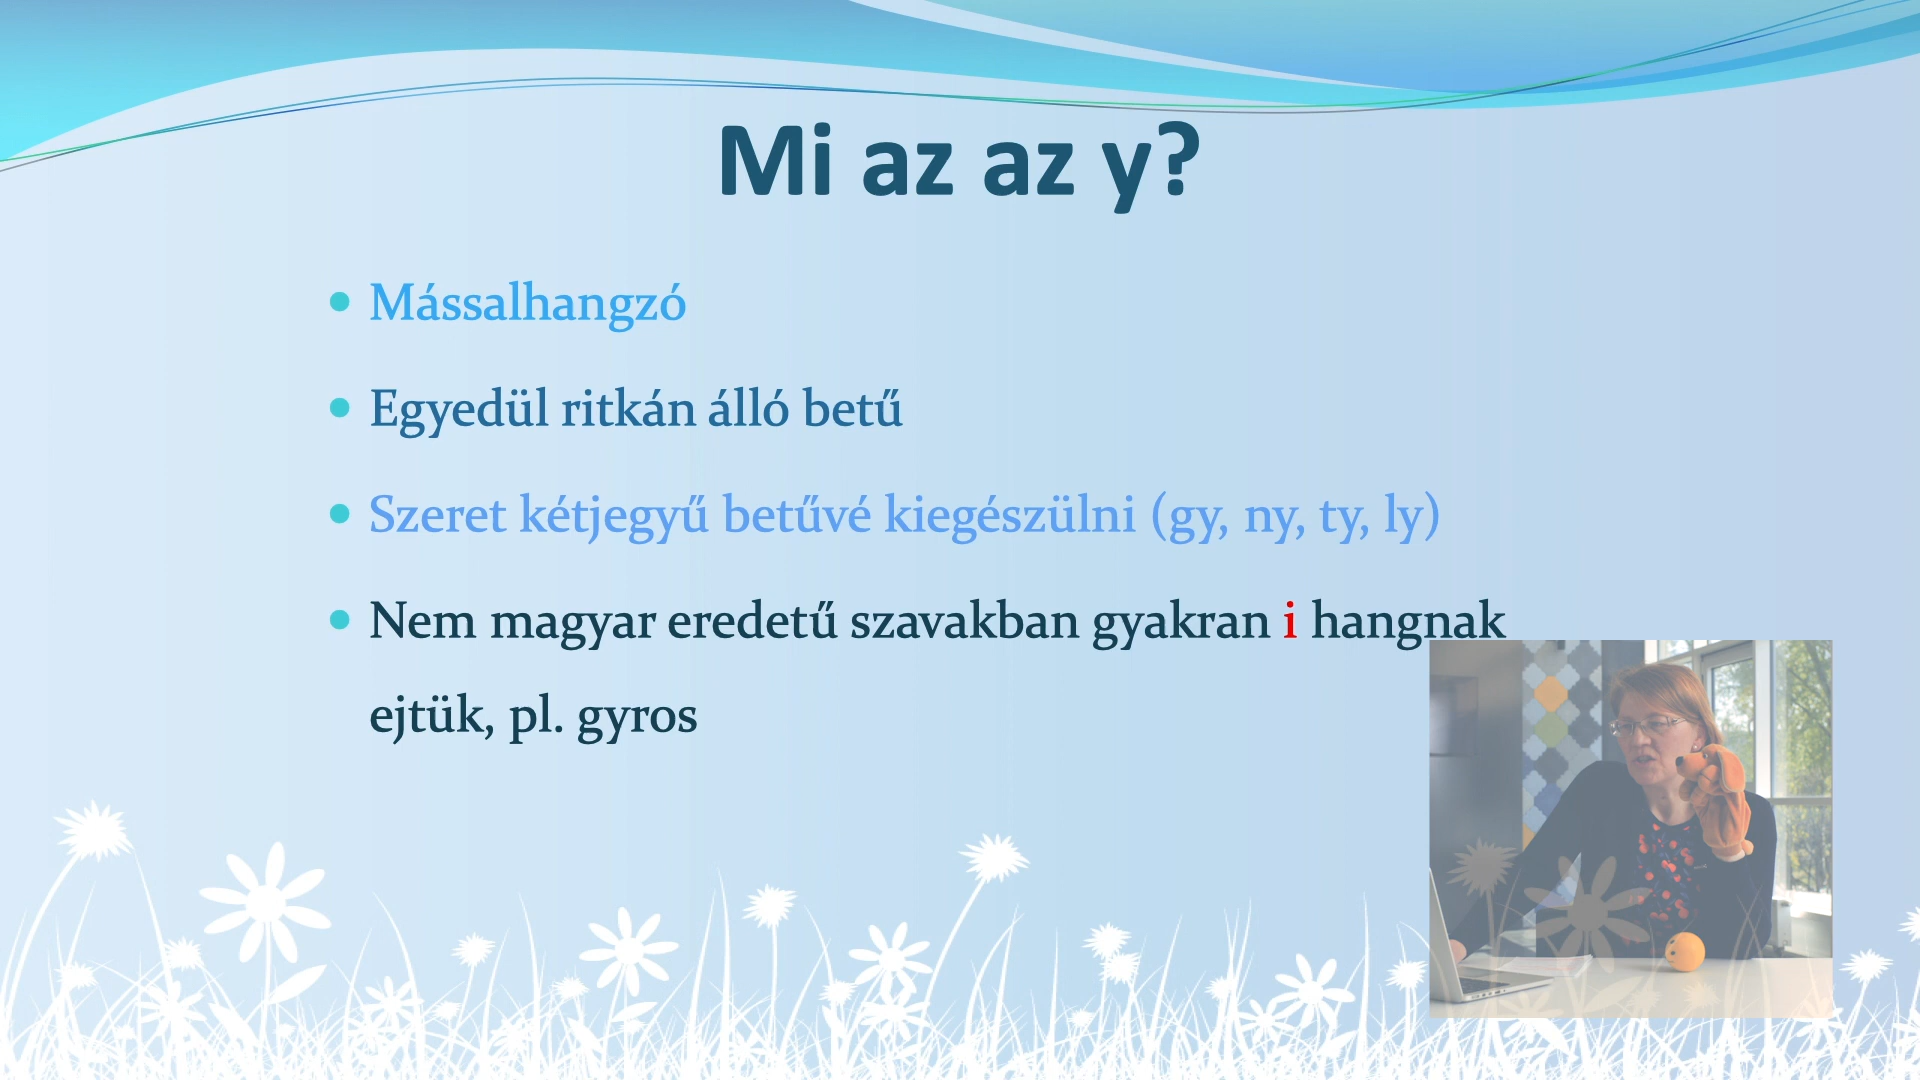 Mi az az y?
Mássalhangzó
Egyedül ritkán álló betű
Szeret kétjegyű betűvé kiegészülni (gy, ny, ty, ly)
Nem magyar eredetű szavakban gyakran i hangnak
ejtük, pl. gyros